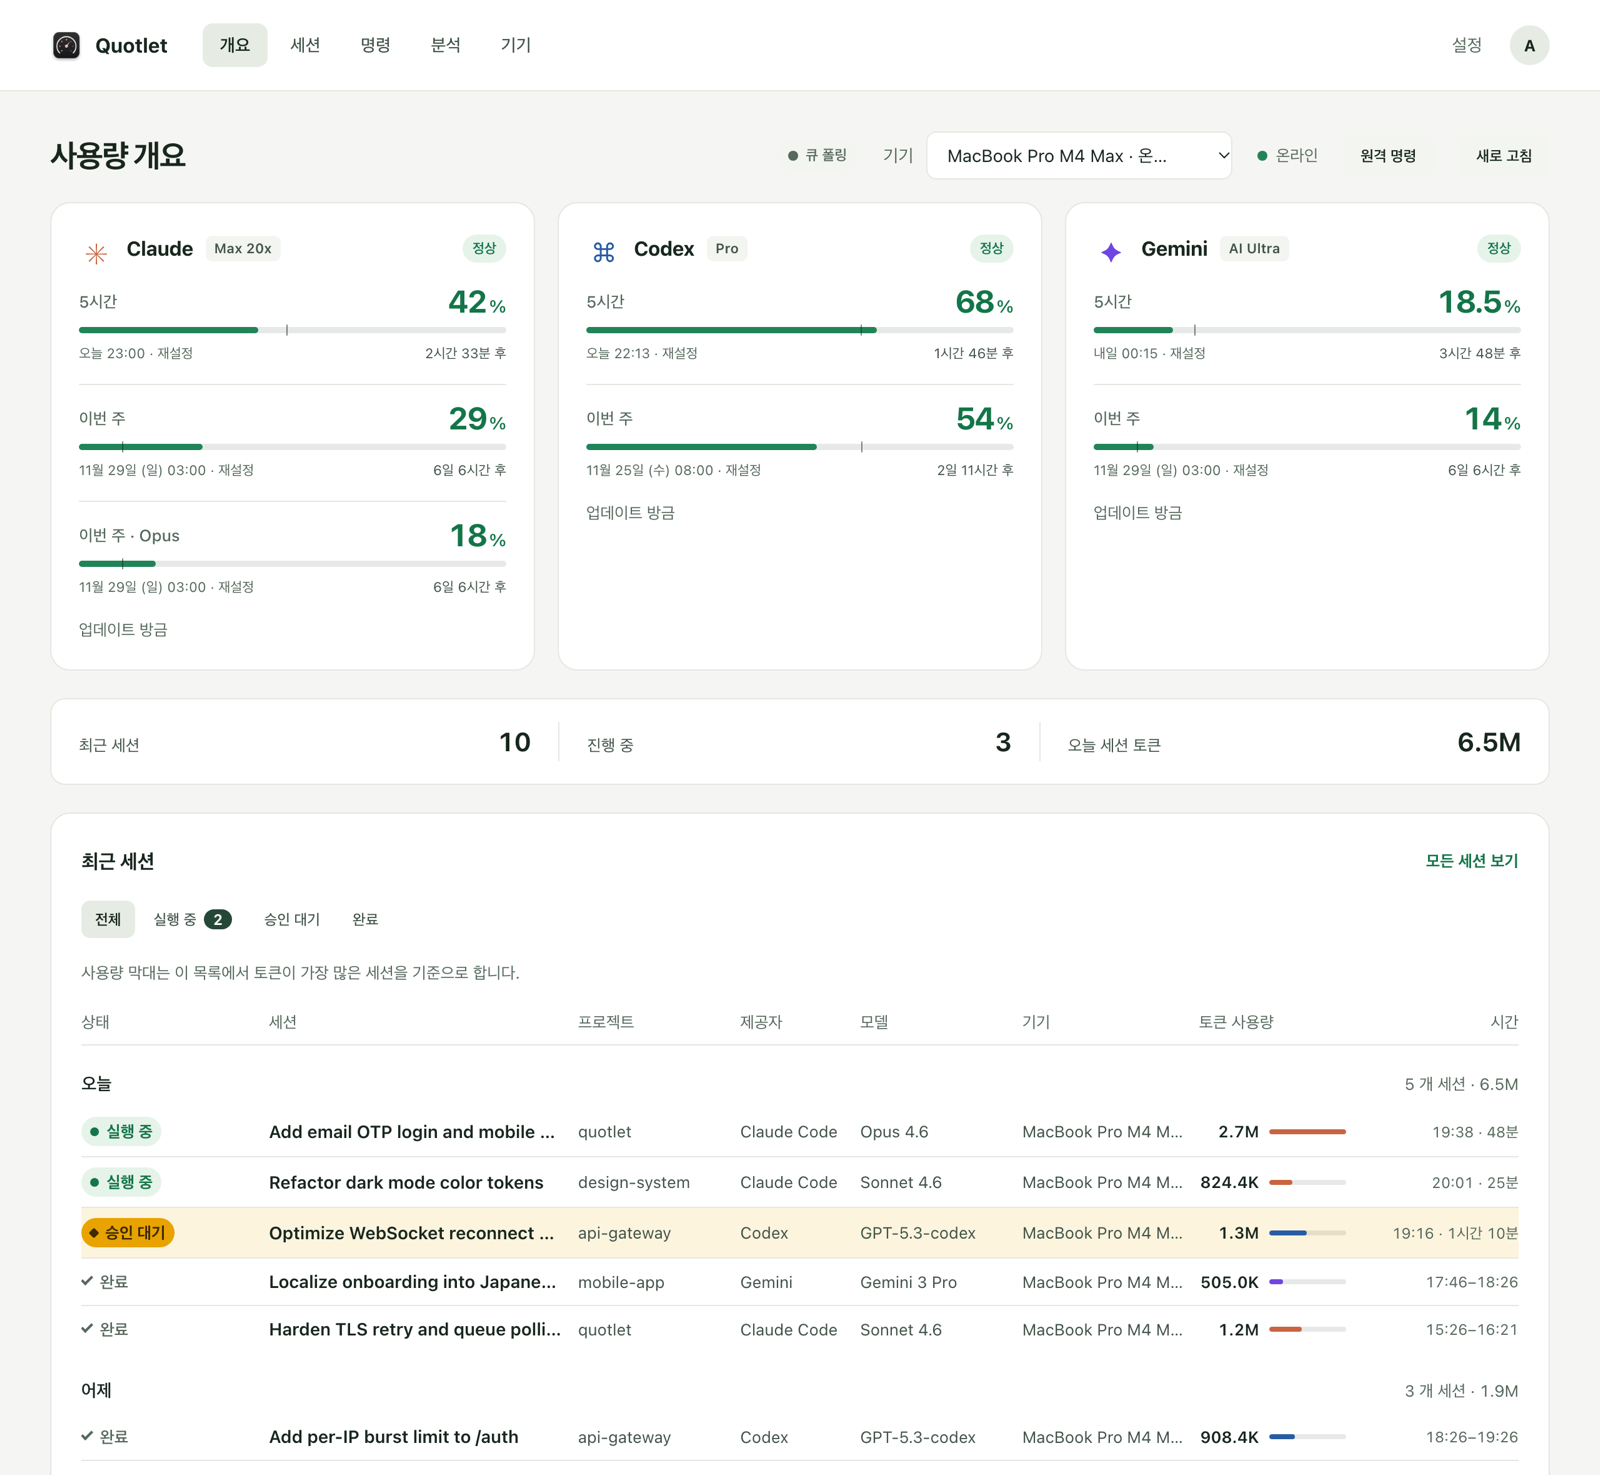 Quotlet 개요 세션 명령 분석 기기 설정 A
사용량 개요 큐 폴링 기기 MacBook Pro M4 Max · 온... 온라인 원격 명령 새로 고침
Claude Max 20x 정상
5시간 42%
오늘 23:00 · 재설정 2시간 33분 후
이번 주 29%
11월 29일 (일) 03:00 · 재설정 6일 6시간 후
이번 주 · Opus 18%
11월 29일 (일) 03:00 · 재설정 6일 6시간 후
업데이트 방금
Codex Pro 정상
5시간 68%
오늘 22:13 · 재설정 1시간 46분 후
이번 주 54%
11월 25일 (수) 08:00 · 재설정 2일 11시간 후
업데이트 방금
Gemini AI Ultra 정상
5시간 18.5%
내일 00:15 · 재설정 3시간 48분 후
이번 주 14%
11월 29일 (일) 03:00 · 재설정 6일 6시간 후
업데이트 방금
최근 세션 10 진행 중 3 오늘 세션 토큰 6.5M
최근 세션 모든 세션 보기
전체 실행 중 2 승인 대기 완료
사용량 막대는 이 목록에서 토큰이 가장 많은 세션을 기준으로 합니다.
상태 세션 프로젝트 제공자 모델 기기 토큰 사용량 시간
오늘 5 개 세션 · 6.5M
실행 중 Add email OTP login and mobile ... quotlet Claude Code Opus 4.6 MacBook Pro M4 M... 2.7M 19:38 · 48분
실행 중 Refactor dark mode color tokens design-system Claude Code Sonnet 4.6 MacBook Pro M4 M... 824.4K 20:01 · 25분
승인 대기 Optimize WebSocket reconnect ... api-gateway Codex GPT-5.3-codex MacBook Pro M4 M... 1.3M 19:16 · 1시간 10분
완료 Localize onboarding into Japane... mobile-app Gemini Gemini 3 Pro MacBook Pro M4 M... 505.0K 17:46–18:26
완료 Harden TLS retry and queue polli... quotlet Claude Code Sonnet 4.6 MacBook Pro M4 M... 1.2M 15:26–16:21
어제 3 개 세션 · 1.9M
완료 Add per-IP burst limit to /auth api-gateway Codex GPT-5.3-codex MacBook Pro M4 M... 908.4K 18:26–19:26